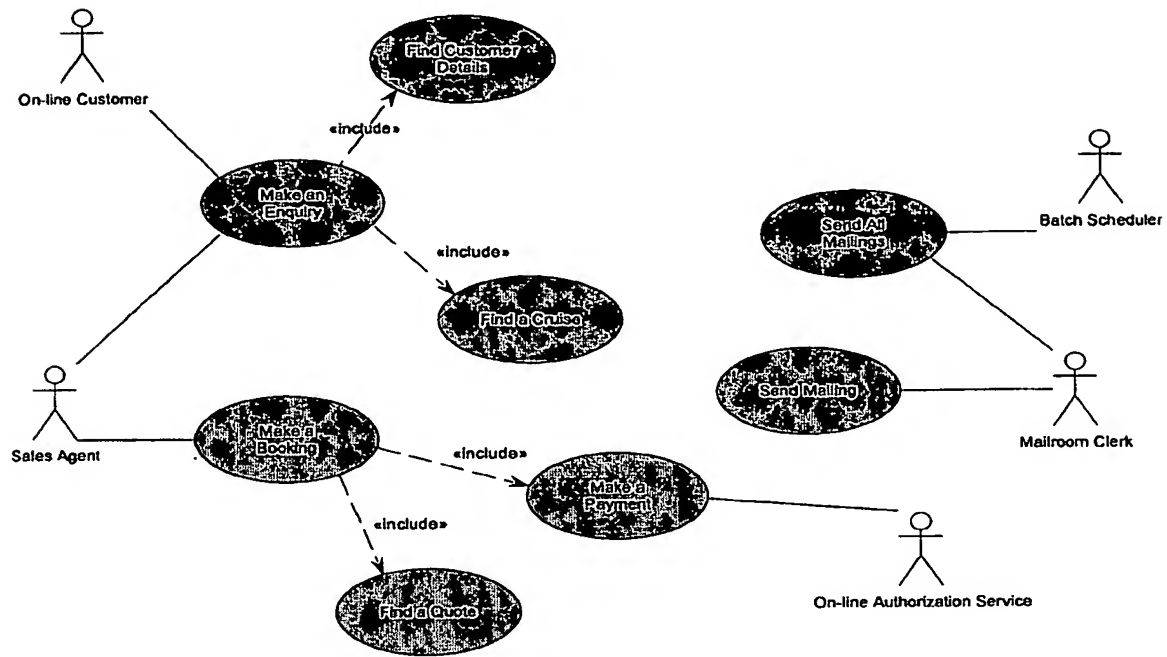 On-line Customer
Find Customer
Details
«include»
Make an
Enquiry
Send All
Mailings
Batch Scheduler
«include»
Find a Cruise
Send Mailing
Sales Agent
Make a
Booking
Mailroom Clerk
«include»
Make a
Payment
«include»
On-line Authorization Service
Find a Quote